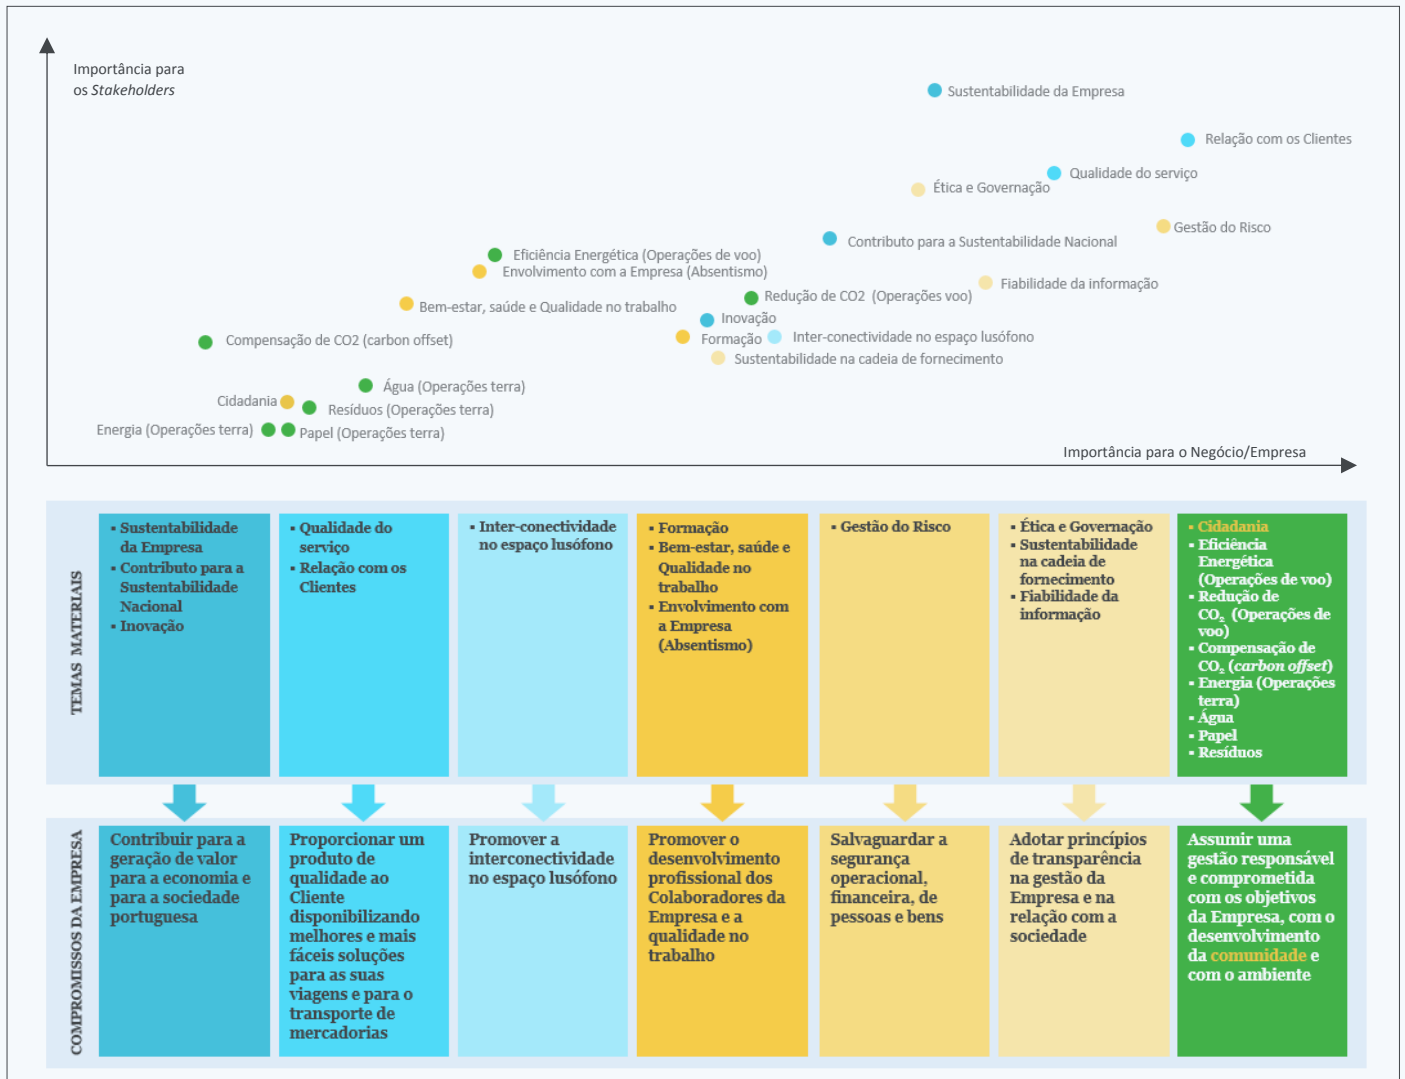 Importância para
os Stakeholders
Sustentabilidade da Empresa
Relação com os Clientes
Qualidade do serviço
Ética e Governação
Gestão do Risco
Contributo para a Sustentabilidade Nacional
Eficiência Energética (Operações de voo)
Envolvimento com a Empresa (Absentismo)
Fiabilidade da informação
Redução de CO2 (Operações voo)
Bem-estar, saúde e Qualidade no trabalho
Inovação
Formação
Inter-conectividade no espaço lusófono
Compensação de CO2 (carbon offset)
Sustentabilidade na cadeia de fornecimento
Água (Operações terra)
Cidadania
Resíduos (Operações terra)
Energia (Operações terra)
Papel (Operações terra)
Importância para o Negócio/Empresa
TEMAS MATERIAIS
▪ Sustentabilidade
da Empresa
▪ Contributo para a
Sustentabilidade
Nacional
▪ Inovação
▪ Qualidade do
serviço
▪ Relação com os
Clientes
▪ Inter-conectividade
no espaço lusófono
▪ Formação
▪ Bem-estar, saúde e
Qualidade no
trabalho
▪ Envolvimento com
a Empresa
(Absentismo)
▪ Gestão do Risco
▪ Ética e Governação
▪ Sustentabilidade
na cadeia de
fornecimento
▪ Fiabilidade da
informação
▪ Cidadania
▪ Eficiência
Energética
(Operações de voo)
▪ Redução de
CO₂ (Operações de
voo)
▪ Compensação de
CO₂ (carbon offset)
▪ Energia (Operações
terra)
▪ Água
▪ Papel
▪ Resíduos
COMPROMISSOS DA EMPRESA
Contribuir para a
geração de valor
para a economia e
para a sociedade
portuguesa
Proporcionar um
produto de
qualidade ao
Cliente
disponibilizando
melhores e mais
fáceis soluções
para as suas
viagens e para o
transporte de
mercadorias
Promover a
interconectividade
no espaço lusófono
Promover o
desenvolvimento
profissional dos
Colaboradores da
Empresa e a
qualidade no
trabalho
Salvaguardar a
segurança
operacional,
financeira, de
pessoas e bens
Adotar princípios
de transparência
na gestão da
Empresa e na
relação com a
sociedade
Assumir uma
gestão responsável
e comprometida
com os objetivos
da Empresa, com o
desenvolvimento
da comunidade e
com o ambiente